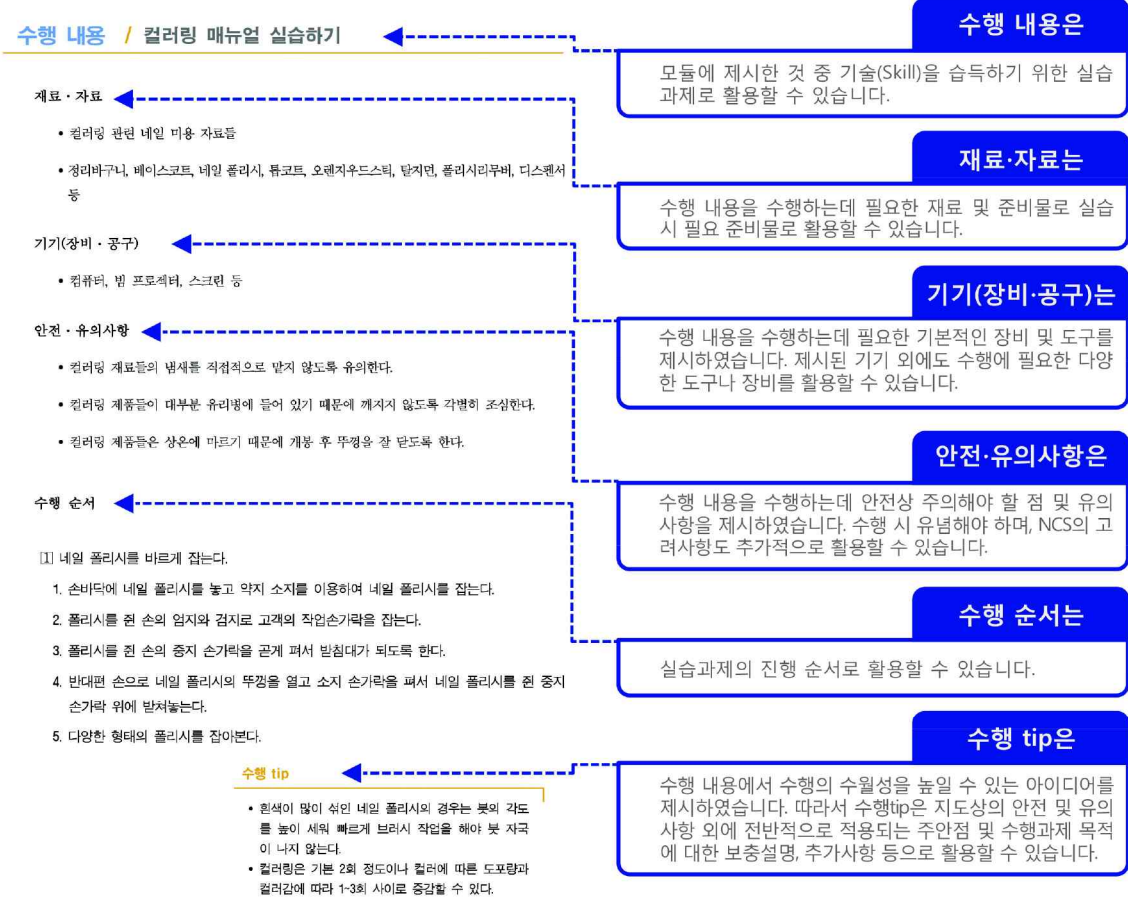 수행 내용 / 컬러링 매뉴얼 실습하기
재료·자료
• 컬러링 관련 네일 미용 자료들
• 정리바구니, 베이스코트, 네일 폴리시, 톱코트, 오렌지우드스틱, 탈지면, 폴리시리무버, 디스펜서
등
기기(장비·공구)
• 컴퓨터, 빔 프로젝터, 스크린 등
안전·유의사항
• 컬러링 재료들의 냄새를 직접적으로 맡지 않도록 유의한다.
• 컬러링 제품들이 대부분 유리병에 들어 있기 때문에 깨지지 않도록 각별히 조심한다.
• 컬러링 제품들은 상온에 마르기 때문에 개봉 후 뚜껑을 잘 닫도록 한다.
수행 순서
1 네일 폴리시를 바르게 잡는다.
1. 손바닥에 네일 폴리시를 놓고 약지 소지를 이용하여 네일 폴리시를 잡는다.
2. 폴리시를 쥔 손의 엄지와 검지로 고객의 작업손가락을 잡는다.
3. 폴리시를 쥔 손의 중지 손가락을 곧게 펴서 받침대가 되도록 한다.
4. 반대편 손으로 네일 폴리시의 뚜껑을 열고 소지 손가락을 펴서 네일 폴리시를 쥔 중지
손가락 위에 받쳐놓는다.
5. 다양한 형태의 폴리시를 잡아본다.
수행 tip
• 흰색이 많이 섞인 네일 폴리시의 경우는 붓의 각도
를 높이 세워 빠르게 브러시 작업을 해야 붓 자국
이 나지 않는다.
• 컬러링은 기본 2회 정도이나 컬러에 따른 도포량과
컬러감에 따라 1~3회 사이로 증감할 수 있다.
수행 내용은
모듈에 제시한 것 중 기술(Skill)을 습득하기 위한 실습
과제로 활용할 수 있습니다.
재료·자료는
수행 내용을 수행하는데 필요한 재료 및 준비물로 실습
시 필요 준비물로 활용할 수 있습니다.
기기(장비·공구)는
수행 내용을 수행하는데 필요한 기본적인 장비 및 도구를
제시하였습니다. 제시된 기기 외에도 수행에 필요한 다양
한 도구나 장비를 활용할 수 있습니다.
안전·유의사항은
수행 내용을 수행하는데 안전상 주의해야 할 점 및 유의
사항을 제시하였습니다. 수행 시 유념해야 하며, NCS의 고
려사항도 추가적으로 활용할 수 있습니다.
수행 순서는
실습과제의 진행 순서로 활용할 수 있습니다.
수행 tip은
수행 내용에서 수행의 수월성을 높일 수 있는 아이디어를
제시하였습니다. 따라서 수행tip은 지도상의 안전 및 유의
사항 외에 전반적으로 적용되는 주안점 및 수행과제 목적
에 대한 보충설명, 추가사항 등으로 활용할 수 있습니다.